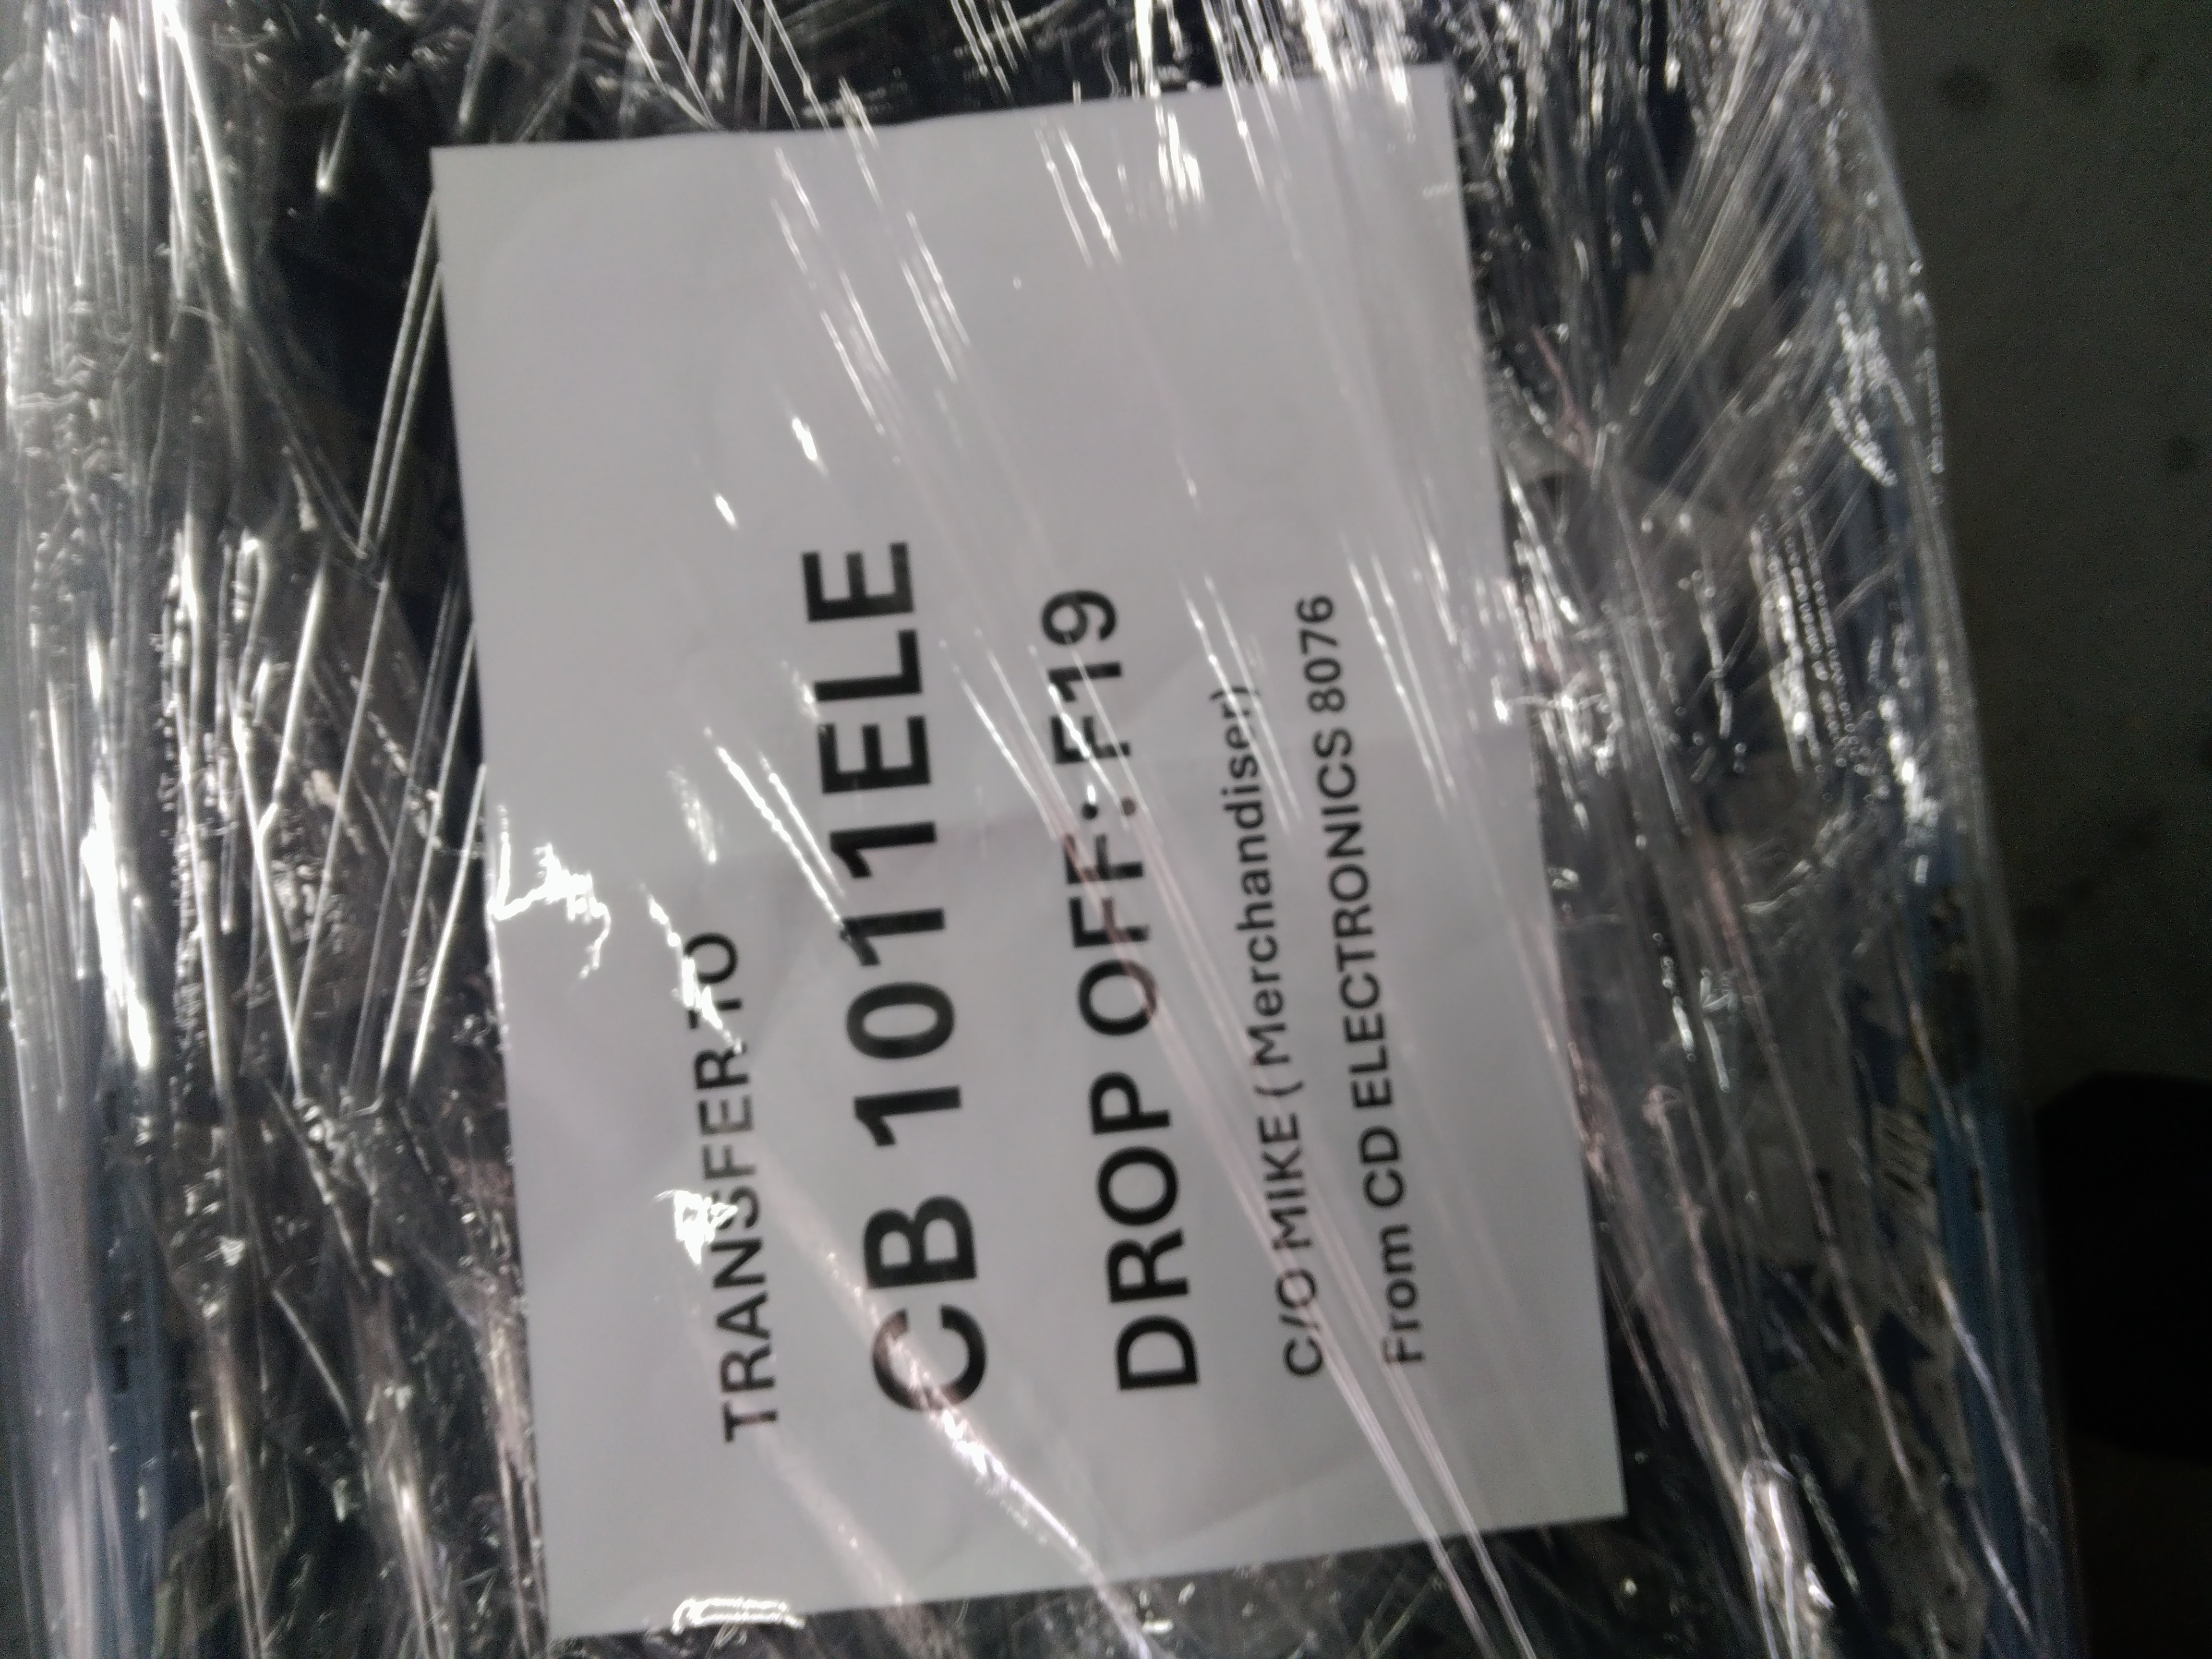 TRANSFER TO
CB 1011ELE
DROP OFF: F19
C/O MIKE ( Merchandiser)
From CD ELECTRONICS 8076